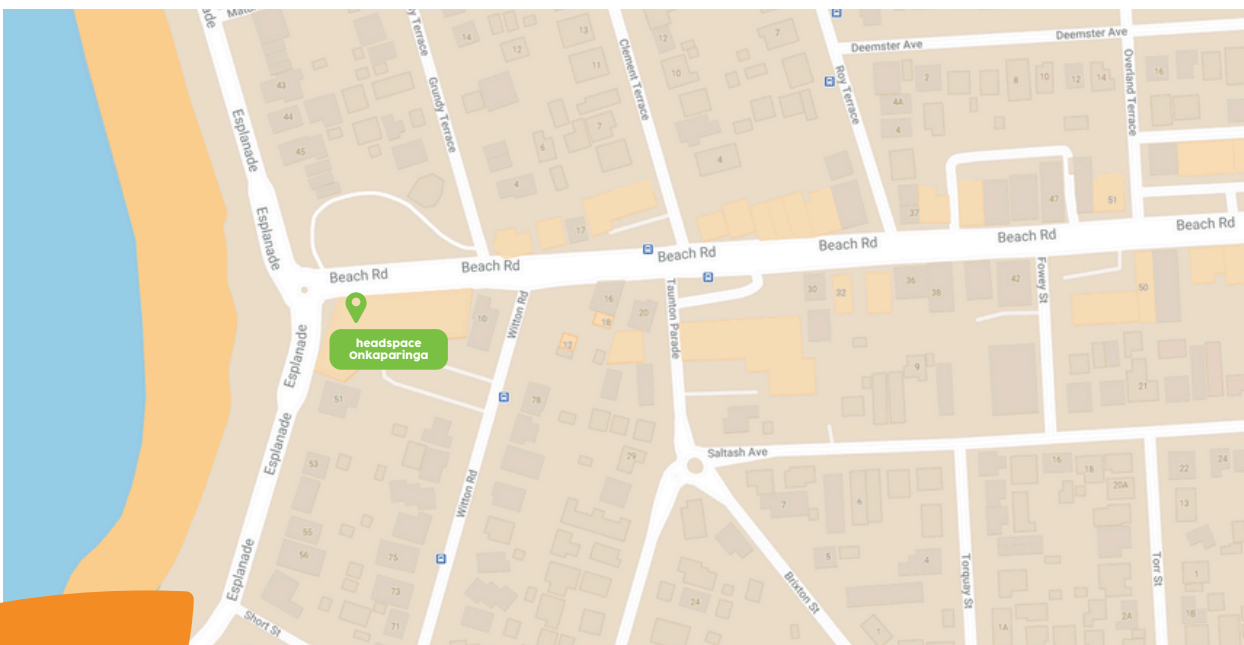 Deemster Ave
Deemster Ave
Esplanade
Esplanade
Grundy Terrace
Clement Terrace
Roy Terrace
Overland Terrace
43
44
45
14
12
13
11
7
6
4
12
10
7
4
2
8
10
12
14
16
4A
4
37
47
51
17
Beach Rd
Beach Rd
Beach Rd
Beach Rd
Beach Rd
Beach Rd
headspace
Onkaparinga
Esplanade
Esplanade
Esplanade
Witton Rd
Witton Rd
Taunton Parade
Fowey St
10
16
18
20
12
30
32
36
38
42
50
9
21
51
78
29
53
55
56
75
73
71
Saltash Ave
7
6
5
4
16
18
20A
22
24
13
1
1B
2A
1A
1
24
Brixton St
Torquay St
Torr St
Short St